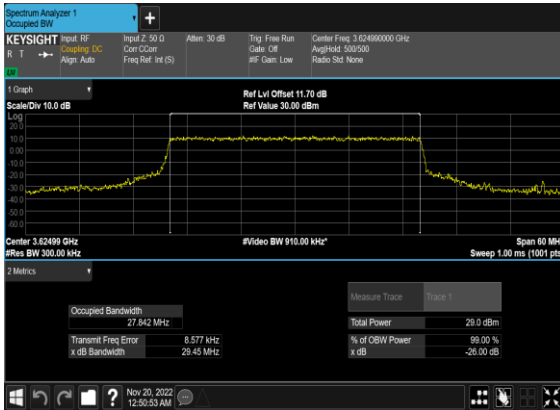 Spectrum Analyzer 1
Occupied BW
KEYSIGHT
R T
LW
Input: RF
Coupling: DC
Align: Auto
Input Z: 50 Ω
Corr CCorr
Freq Ref: Int (S)
Atten: 30 dB
Trig: Free Run
Gate: Off
#IF Gain: Low
Center Freq: 3.624990000 GHz
Avg|Hold: 500/500
Radio Std: None
1 Graph
Scale/Div 10.0 dB
Ref Lvl Offset 11.70 dB
Ref Value 30.00 dBm
Log
20.0
10.0
0.00
-10.0
-20.0
-30.0
-40.0
-50.0
-60.0
Center 3.62499 GHz
#Res BW 300.00 kHz
#Video BW 910.00 kHz*
Span 60 MH
Sweep 1.00 ms (1001 pts
2 Metrics
Measure Trace
Trace 1
Occupied Bandwidth
27.842 MHz
Total Power
29.0 dBm
Transmit Freq Error
8.577 kHz
% of OBW Power
99.00 %
x dB Bandwidth
29.45 MHz
x dB
-26.00 dB
?
Nov 20, 2022
12:50:53 AM